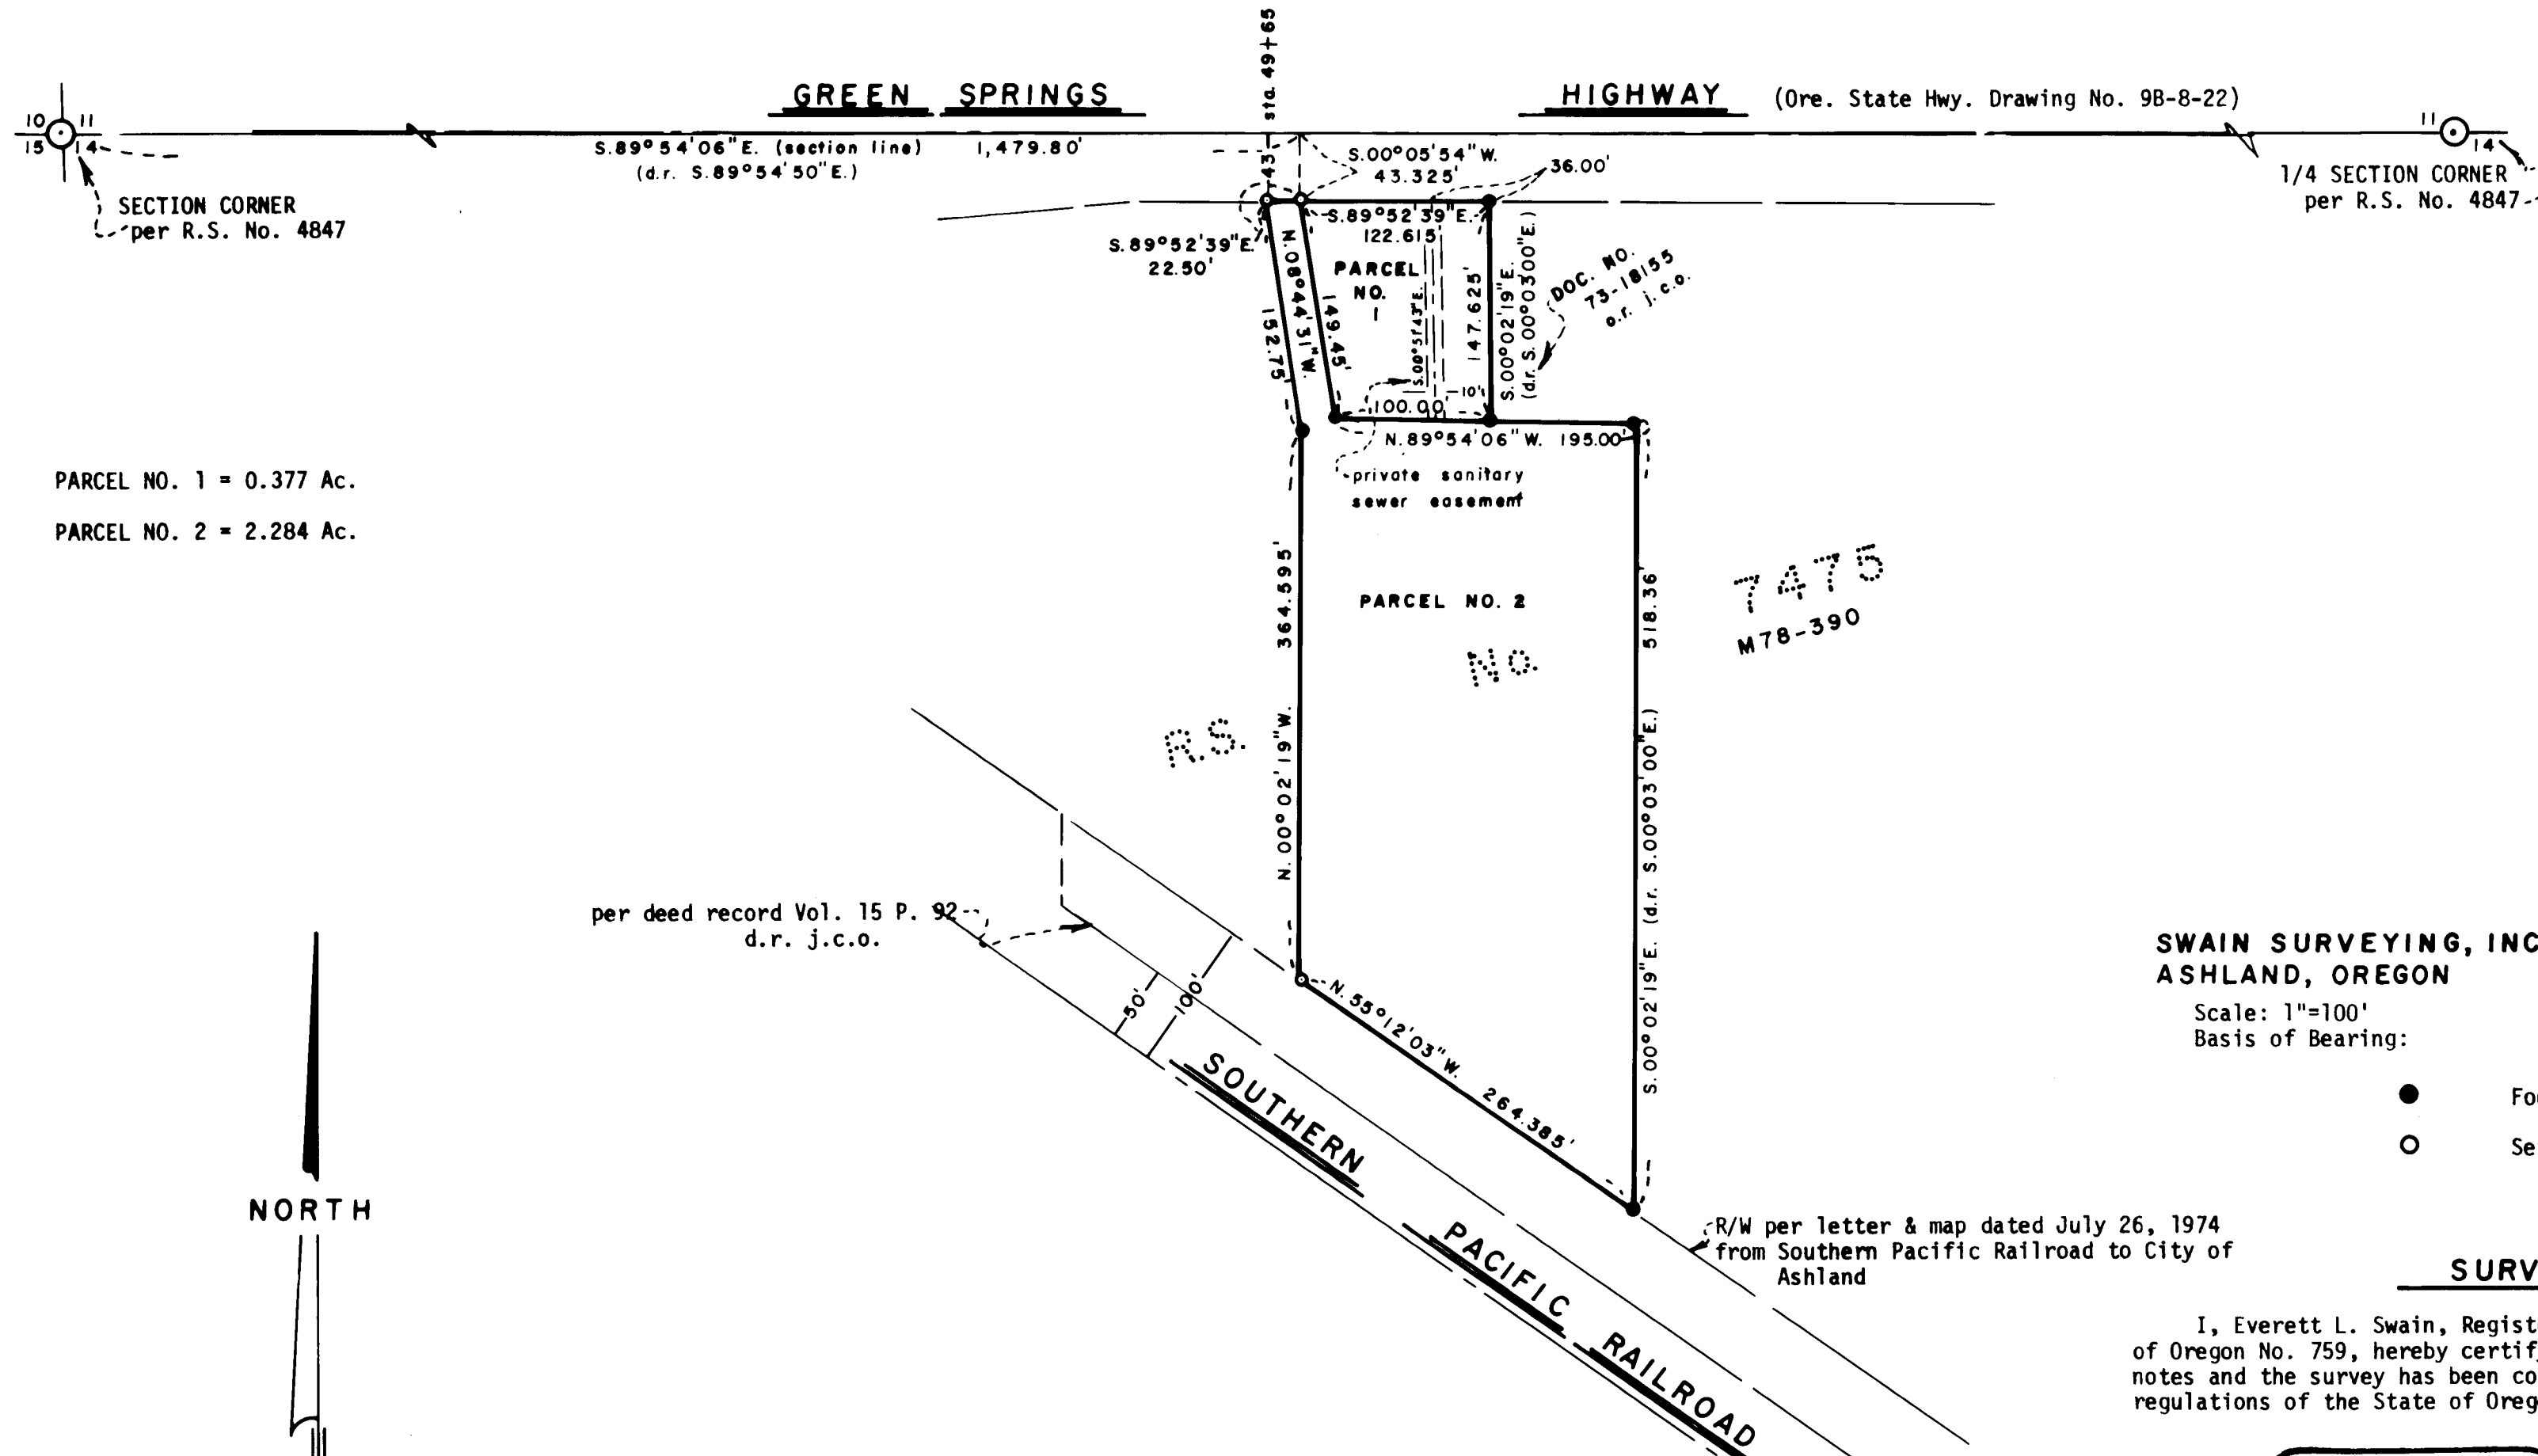 sta. 49+65
GREEN SPRINGS HIGHWAY (Ore. State Hwy. Drawing No. 9B-8-22)
10 11
15 14
11
14
S.89°54'06"E. (section line) 1,479.80'
(d.r. S.89°54'50"E.)
43'
S.00°05'54"W.
43.325'
36.00'
SECTION CORNER
per R.S. No. 4847
1/4 SECTION CORNER
per R.S. No. 4847
S.89°52'39"E.
22.50'
S.89°52'39"E.
122.615'
PARCEL
NO.
1
N.08°44'31"W.
149.45'
152.75'
S.00°51'43"E.
147.625'
S.00°02'19"E.
(d.r. S.00°03'00"E.)
DOC. NO.
73-18155
o.r. j.c.o.
10'
100.00'
N.89°54'06"W. 195.00'
private sanitary
sewer easement
PARCEL NO. 1 = 0.377 Ac.
PARCEL NO. 2 = 2.284 Ac.
364.595'
N.00°02'19"W.
PARCEL NO. 2
518.36'
S.00°02'19"E. (d.r. S.00°03'00"E.)
R.S. No. 7475
M78-390
per deed record Vol. 15 P. 92
d.r. j.c.o.
50'
100'
N.55°12'03"W. 264.385'
SOUTHERN PACIFIC RAILROAD
R/W per letter & map dated July 26, 1974
from Southern Pacific Railroad to City of
Ashland
NORTH
SWAIN SURVEYING, INC
ASHLAND, OREGON
Scale: 1"=100'
Basis of Bearing:
Fo
Se
SURV
I, Everett L. Swain, Regist
of Oregon No. 759, hereby certif
notes and the survey has been co
regulations of the State of Oreg